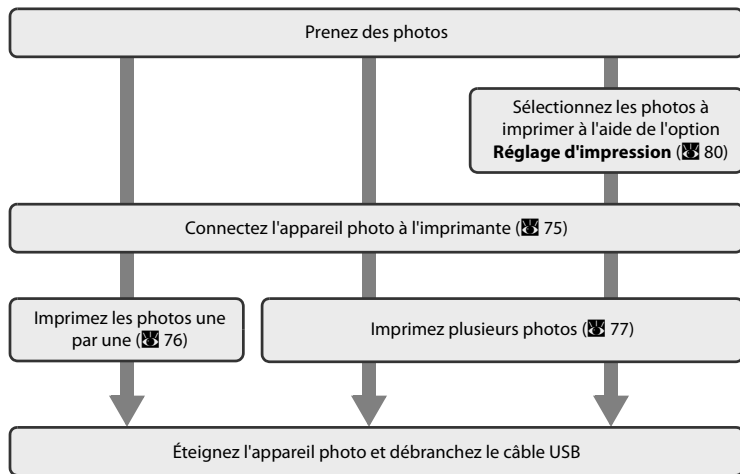 Prenez des photos
Sélectionnez les photos à
imprimer à l'aide de l'option
Réglage d'impression (80)
Connectez l'appareil photo à l'imprimante (75)
Imprimez les photos une
par une (76)
Imprimez plusieurs photos (77)
Éteignez l'appareil photo et débranchez le câble USB